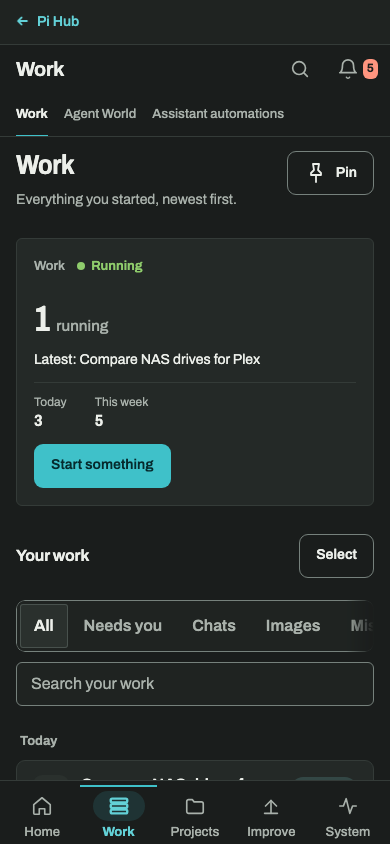 ← Pi Hub
Work
5
Work Agent World Assistant automations
Work
Pin
Everything you started, newest first.
Work Running
1 running
Latest: Compare NAS drives for Plex
Today This week
3 5
Start something
Your work
Select
All Needs you Chats Images
Search your work
Today
Home Work Projects Improve System